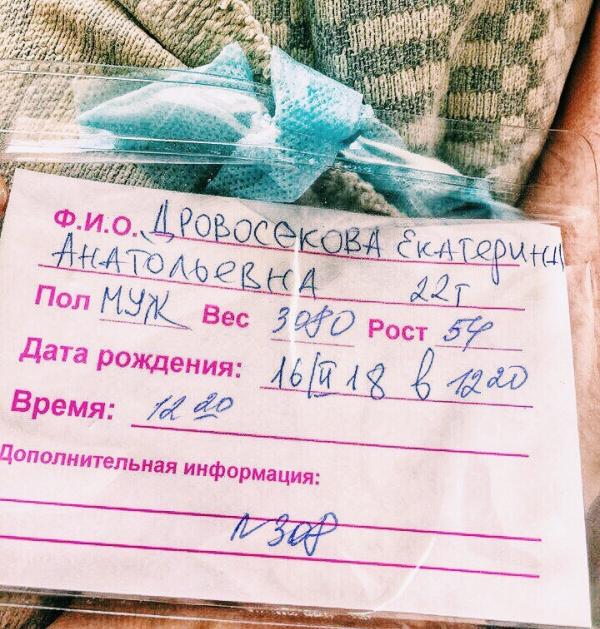 Ф.И.О. ДРОВОСЕКОВА ЕКАТЕРИНА
АНАТОЛЬЕВНА 22г
Пол МУЖ Вес 3080 Рост 54
Дата рождения: 16/II 18 в 12 20
Время: 12 20
Дополнительная информация:
N 308